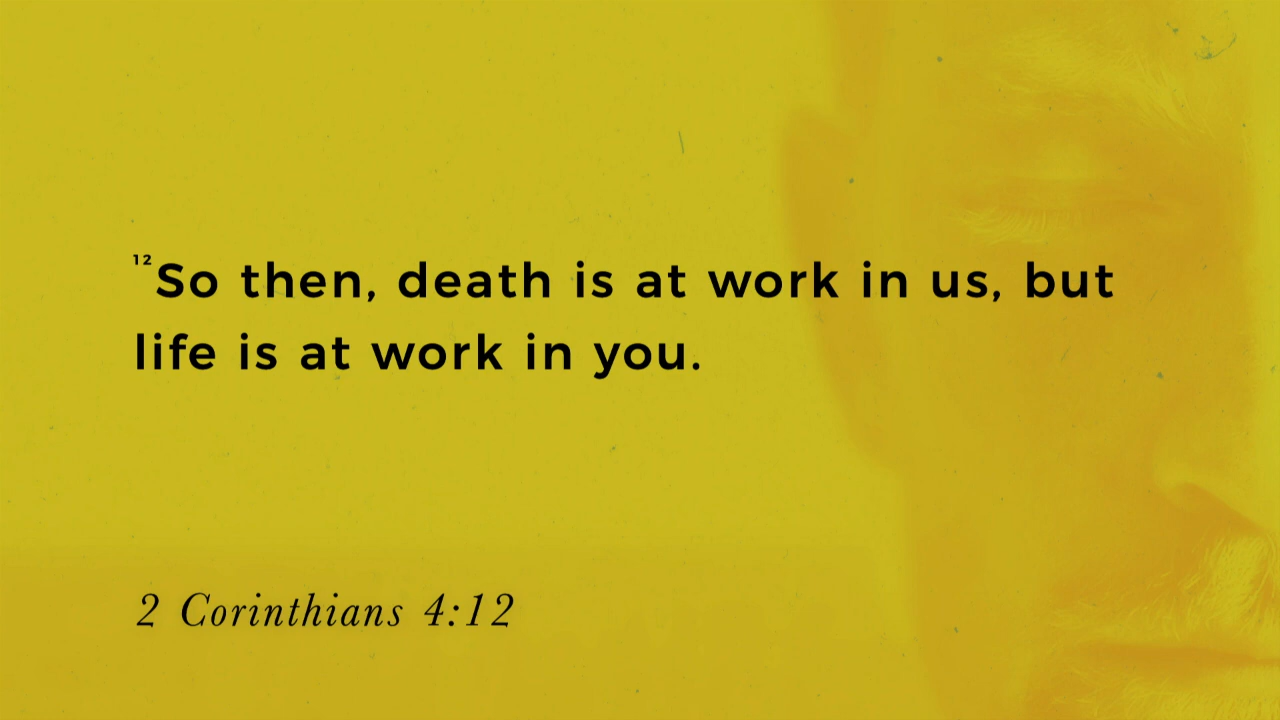 12So then, death is at work in us, but
life is at work in you.
2 Corinthians 4:12